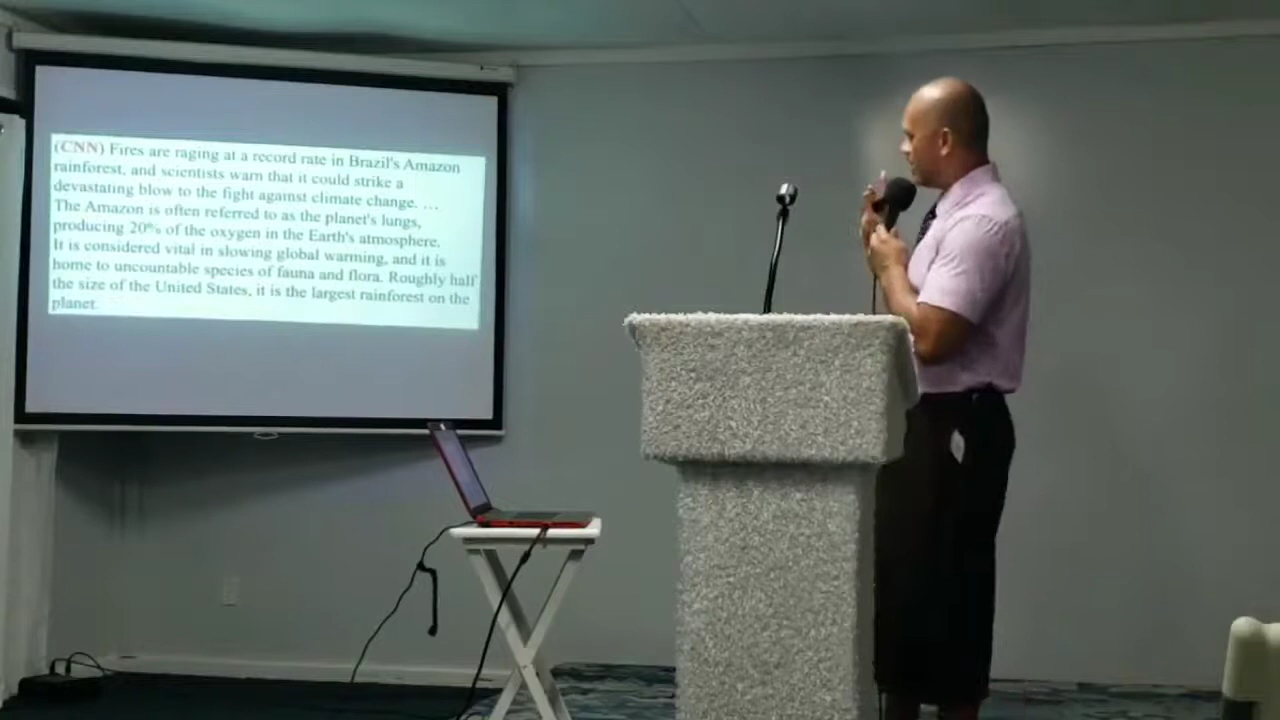 (CNN) Fires are raging at a record rate in Brazil's Amazon
rainforest, and scientists warn that it could strike a
devastating blow to the fight against climate change. …
The Amazon is often referred to as the planet's lungs,
producing 20% of the oxygen in the Earth's atmosphere.
It is considered vital in slowing global warming, and it is
home to uncountable species of fauna and flora. Roughly half
the size of the United States, it is the largest rainforest on the
planet.